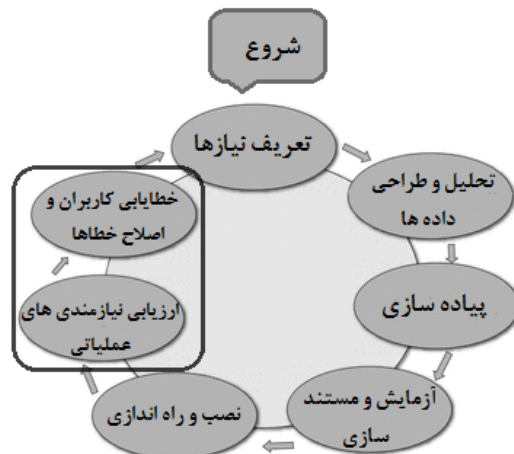 شروع
تعریف نیازها
تحلیل و طراحی
داده ها
پیاده سازی
آزمایش و مستند
سازی
نصب و راه اندازی
ارزیابی نیازمندی های
عملیاتی
خطایابی کاربران و
اصلاح خطاها